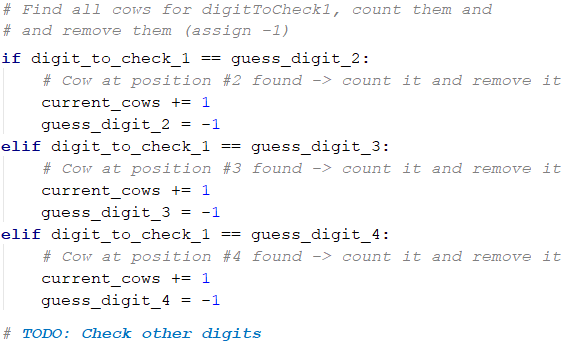 # Find all cows for digitToCheck1, count them and
# and remove them (assign -1)
if digit_to_check_1 == guess_digit_2:
    # Cow at position #2 found -> count it and remove it
    current_cows += 1
    guess_digit_2 = -1
elif digit_to_check_1 == guess_digit_3:
    # Cow at position #3 found -> count it and remove it
    current_cows += 1
    guess_digit_3 = -1
elif digit_to_check_1 == guess_digit_4:
    # Cow at position #4 found -> count it and remove it
    current_cows += 1
    guess_digit_4 = -1
# TODO: Check other digits